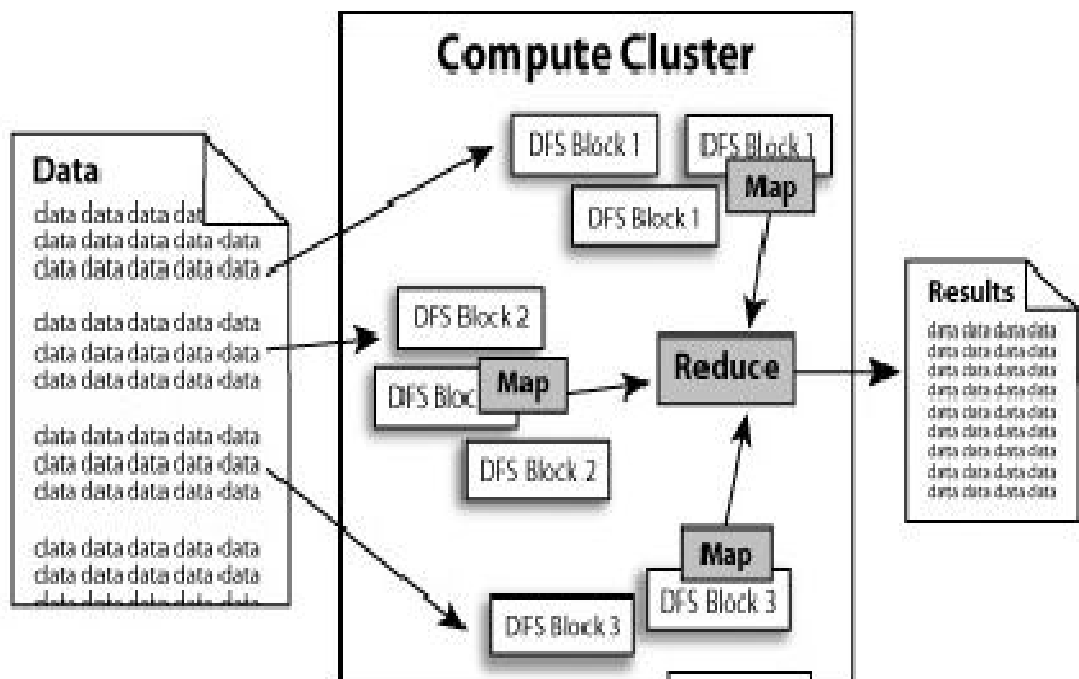 Compute Cluster
Data
data data data dat
data data data data data
data data data data data
data data data data data
data data data data data
data data data data data
data data data data data
data data data data data
data data data data data
data data data data data
data data data data data
data data data data data
DFS Block 1
DFS Block 1
Map
DFS Block 1
DFS Block 2
DFS Bloc
Map
DFS Block 2
Reduce
Map
DFS Block 3
DFS Block 3
Results
data data data data
data data data data
data data data data
data data data data
data data data data
data data data data
data data data data
data data data data
data data data data